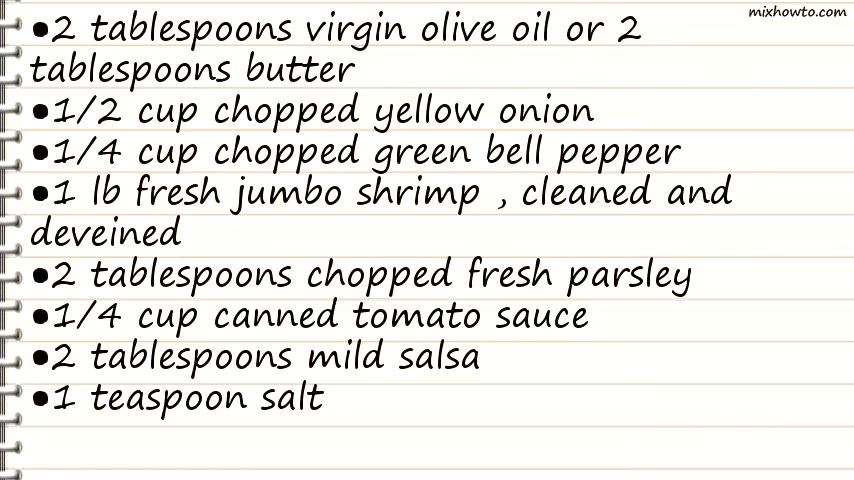 mixhowto.com
•2 tablespoons virgin olive oil or 2
tablespoons butter
•1/2 cup chopped yellow onion
•1/4 cup chopped green bell pepper
•1 lb fresh jumbo shrimp , cleaned and
deveined
•2 tablespoons chopped fresh parsley
•1/4 cup canned tomato sauce
•2 tablespoons mild salsa
•1 teaspoon salt